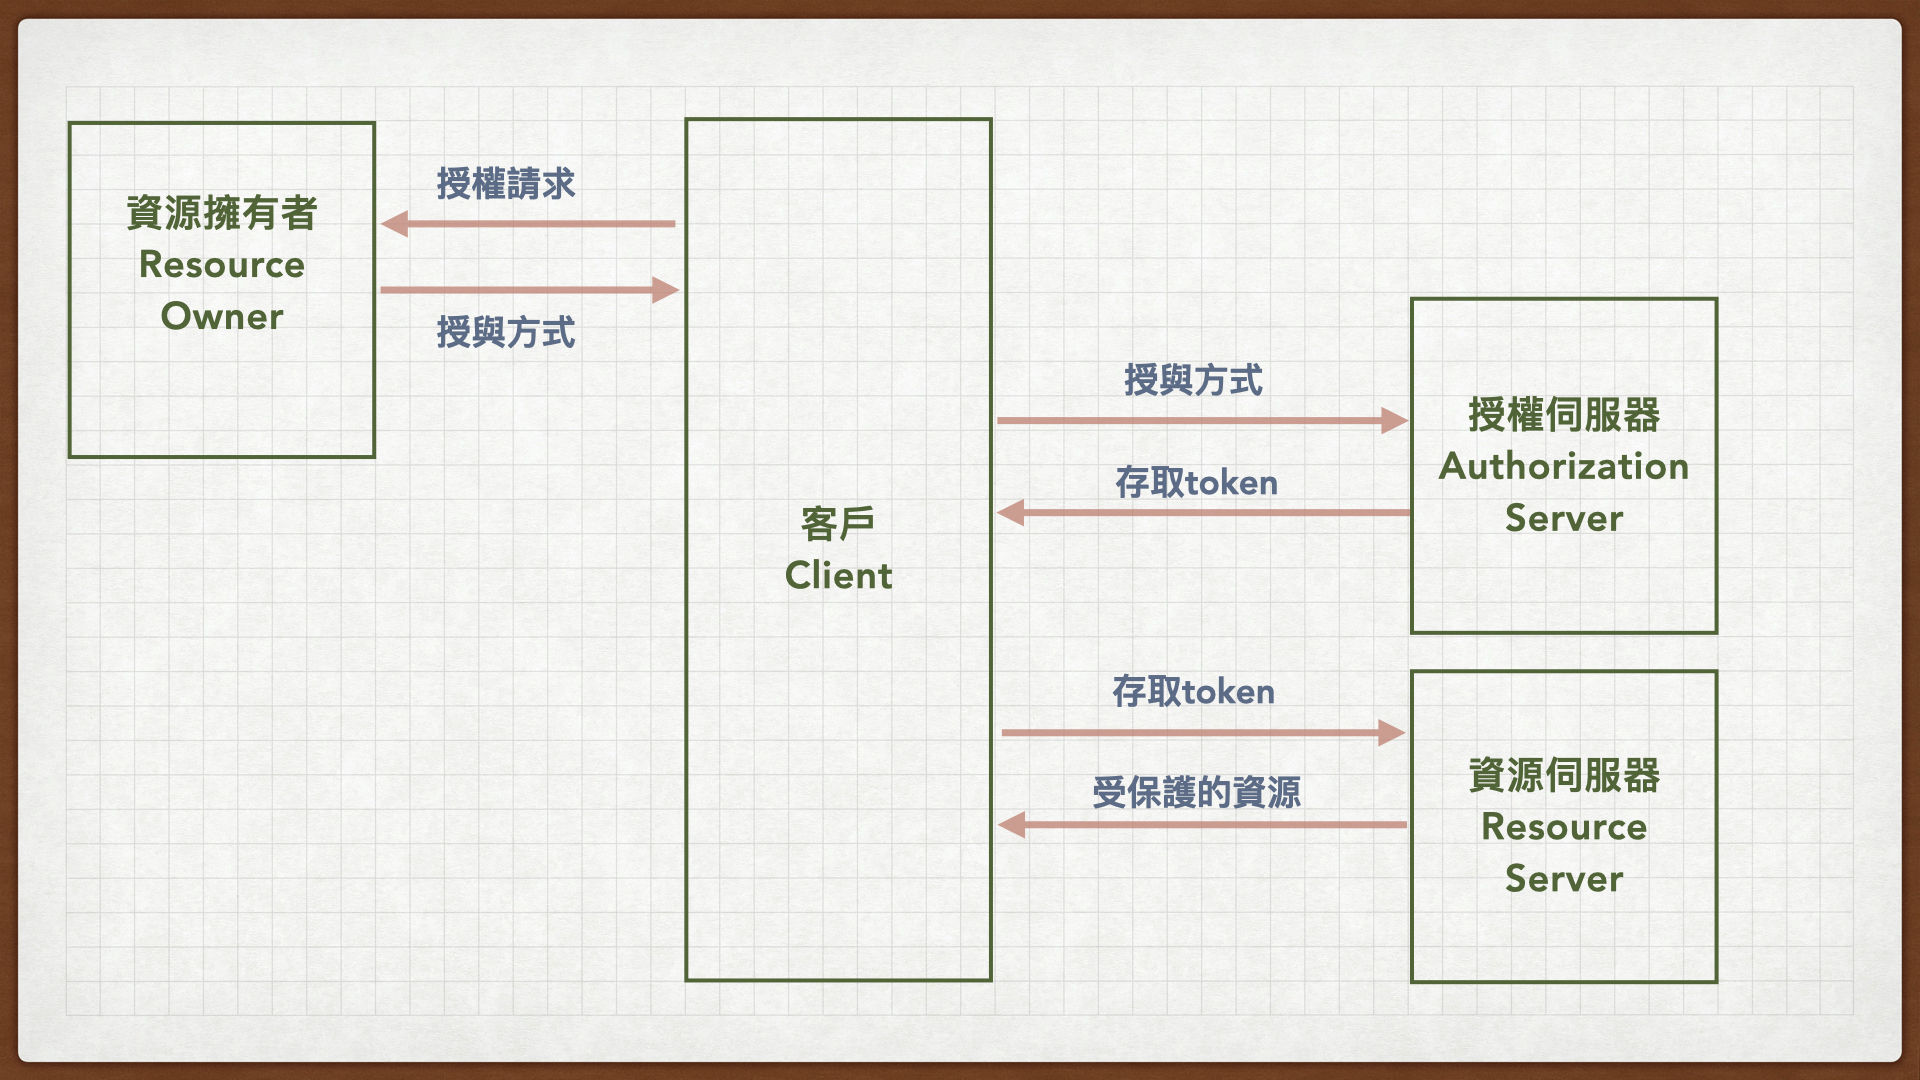 資源擁有者
Resource
Owner
授權請求
授與方式
客戶
Client
授與方式
存取token
授權伺服器
Authorization
Server
存取token
受保護的資源
資源伺服器
Resource
Server